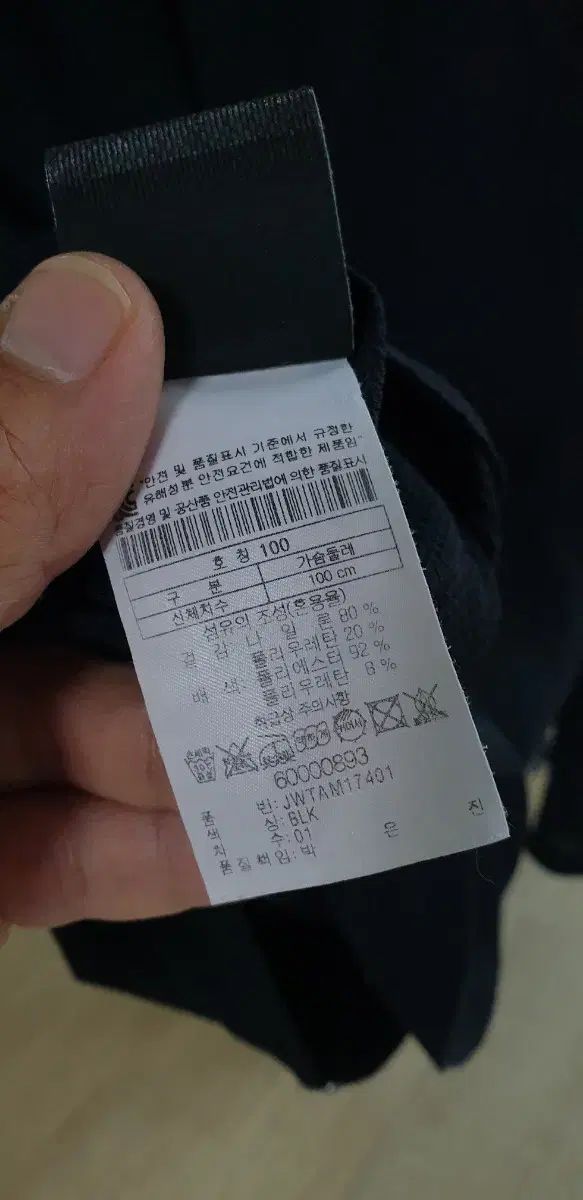 "안전 및 품질표시 기준에서 규정한
유해성분 안전요건에 적합한 제품임"
품질경영 및 공산품 안전관리법에 의한 품질표시
호 칭 100
구 분 가슴둘레
신체치수 100 cm
섬유의 조성(혼용율)
겉 감 나 일 론 80 %
폴리우레탄 20 %
배 색 : 폴리에스터 92 %
폴리우레탄 8 %
취급상 주의사항
60000893
품 번: JWTAM17401
색 상: BLK
치 수: 01
품질책임: 박 은 진